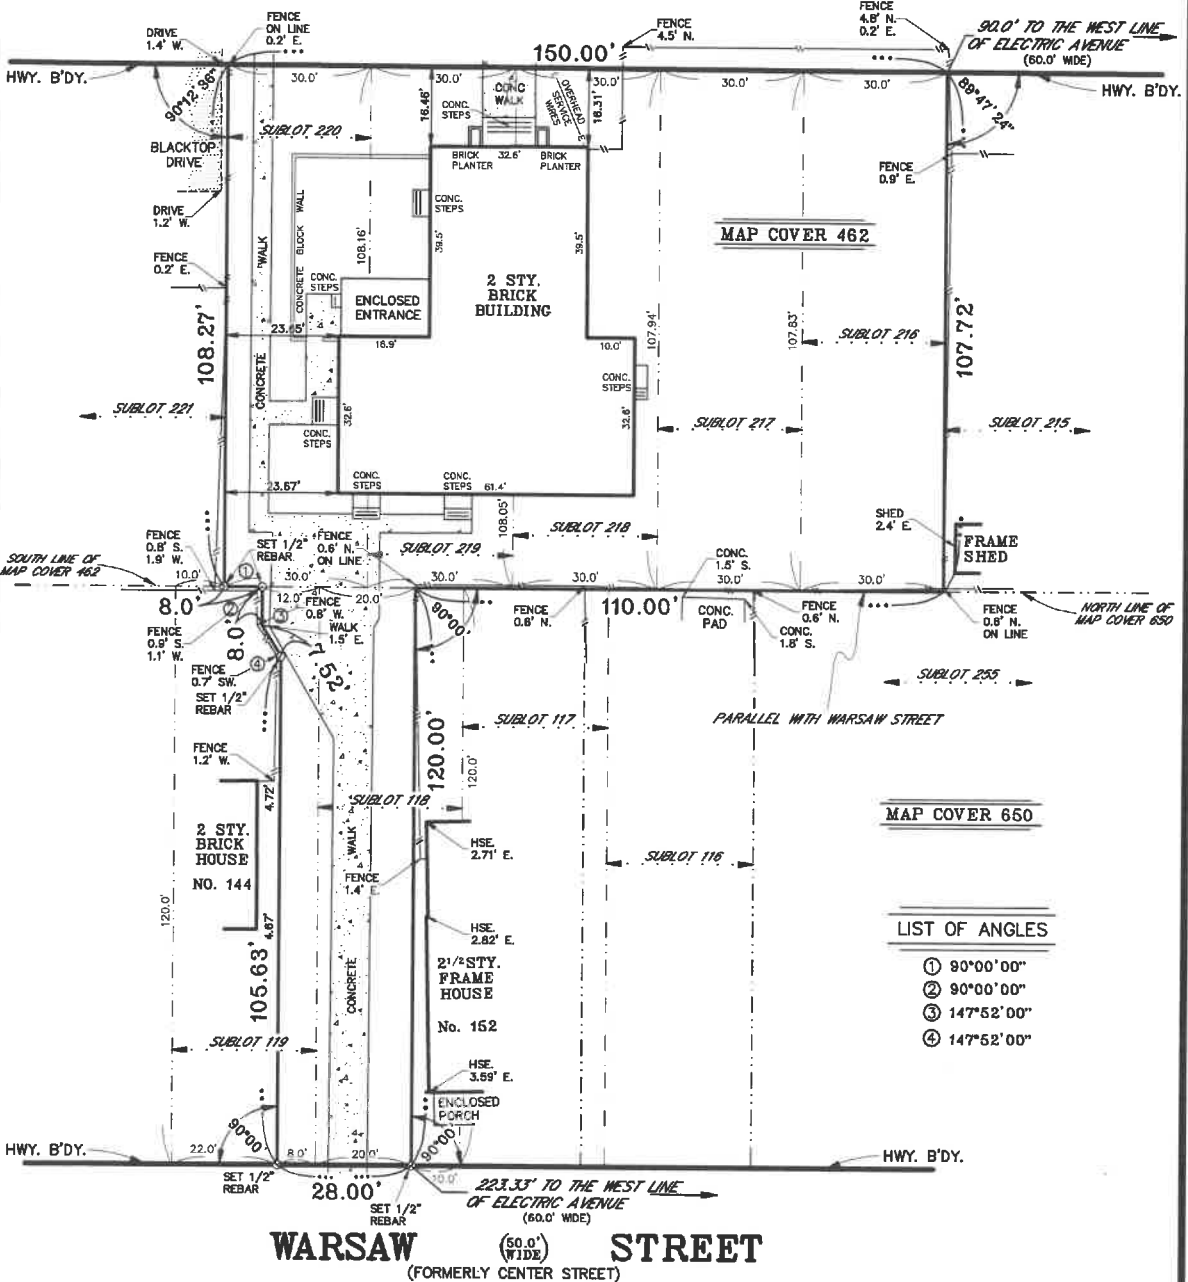 FENCE
ON LINE
0.2' E.
DRIVE
1.4' W.
FENCE
4.5' N.
FENCE
4.8' N.
0.2' E.
90.0' TO THE WEST LINE
OF ELECTRIC AVENUE
(60.0' WIDE)
150.00'
HWY. B'DY.
HWY. B'DY.
30.0'
30.0'
30.0'
30.0'
30.0'
90°12'36"
89°47'24"
16.46'
16.31'
CONC
WALK
CONC.
STEPS
OVERHEAD
SERVICE
WIRES
E
SUBLOT 220
BLACKTOP
DRIVE
BRICK
PLANTER
32.6'
BRICK
PLANTER
FENCE
0.9' E.
DRIVE
1.2' W.
CONC.
STEPS
MAP COVER 462
WALK
CONCRETE BLOCK WALL
108.16'
39.5'
39.5'
FENCE
0.2' E.
CONC.
STEPS
ENCLOSED
ENTRANCE
2 STY.
BRICK
BUILDING
108.27'
23.65'
16.9'
10.0'
107.94'
107.83'
SUBLOT 216
107.72'
CONCRETE
CONC.
STEPS
SUBLOT 221
32.6'
32.6'
CONC.
STEPS
SUBLOT 217
SUBLOT 215
23.67'
CONC.
STEPS
CONC.
STEPS
61.4'
108.05'
SUBLOT 218
SHED
2.4' E.
FRAME
SHED
FENCE
0.8' S.
1.9' W.
SET 1/2"
REBAR
FENCE
0.6' N.
ON LINE
SUBLOT 219
CONC.
1.5' S.
SOUTH LINE OF
MAP COVER 462
10.0'
①
30.0'
30.0'
30.0'
30.0'
30.0'
8.0'
②
12.0'
20.0'
③
FENCE
0.8' W.
90°00'
FENCE
0.6' N.
110.00'
CONC.
PAD
FENCE
0.6' N.
FENCE
0.8' N.
ON LINE
NORTH LINE OF
MAP COVER 650
FENCE
0.9' S.
1.1' W.
8.0'
WALK
1.5' E.
CONC.
1.8' S.
④
7.52'
FENCE
0.7' SW.
SET 1/2"
REBAR
SUBLOT 255
SUBLOT 117
PARALLEL WITH WARSAW STREET
FENCE
1.2' W.
120.00'
120.0'
4.72'
SUBLOT 118
MAP COVER 650
2 STY.
BRICK
HOUSE
NO. 144
WALK
HSE.
2.71' E.
SUBLOT 116
FENCE
1.4' E.
120.0'
4.67'
HSE.
2.82' E.
LIST OF ANGLES
① 90°00'00"
② 90°00'00"
③ 147°52'00"
④ 147°52'00"
105.63'
CONCRETE
2 1/2 STY.
FRAME
HOUSE
No. 152
SUBLOT 119
HSE.
3.59' E.
ENCLOSED
PORCH
90°00'
90°00'
HWY. B'DY.
22.0'
8.0'
20.0'
HWY. B'DY.
SET 1/2"
REBAR
28.00'
SET 1/2"
REBAR
223.33' TO THE WEST LINE
OF ELECTRIC AVENUE
(60.0' WIDE)
WARSAW (50.0' WIDE) STREET
(FORMERLY CENTER STREET)